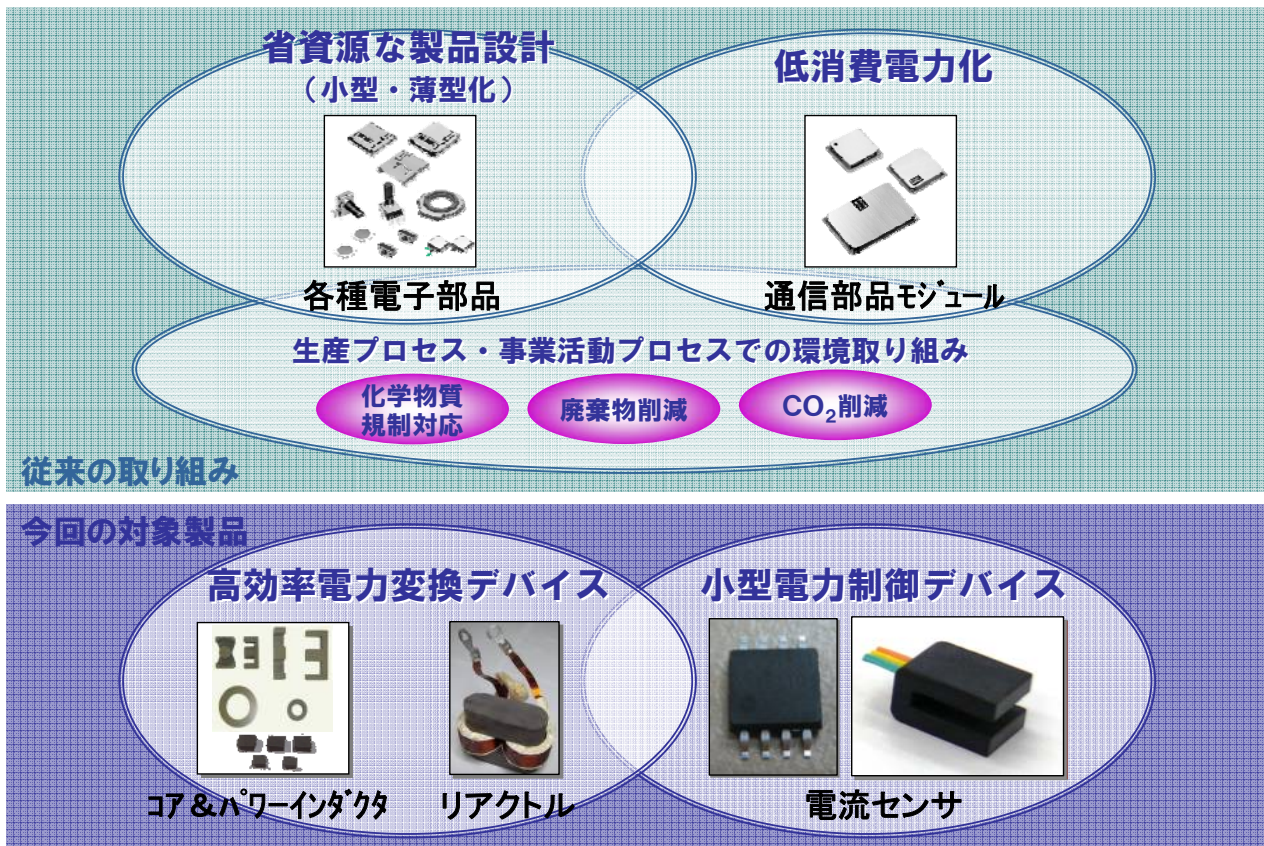 省資源な製品設計
（小型・薄型化）
低消費電力化
各種電子部品
通信部品ﾓｼﾞｭｰﾙ
生産プロセス・事業活動プロセスでの環境取り組み
化学物質
規制対応
廃棄物削減
CO₂削減
従来の取り組み
今回の対象製品
高効率電力変換デバイス
小型電力制御デバイス
ｺｱ＆ﾊﾟﾜｰｲﾝﾀﾞｸﾀ
リアクトル
電流センサ